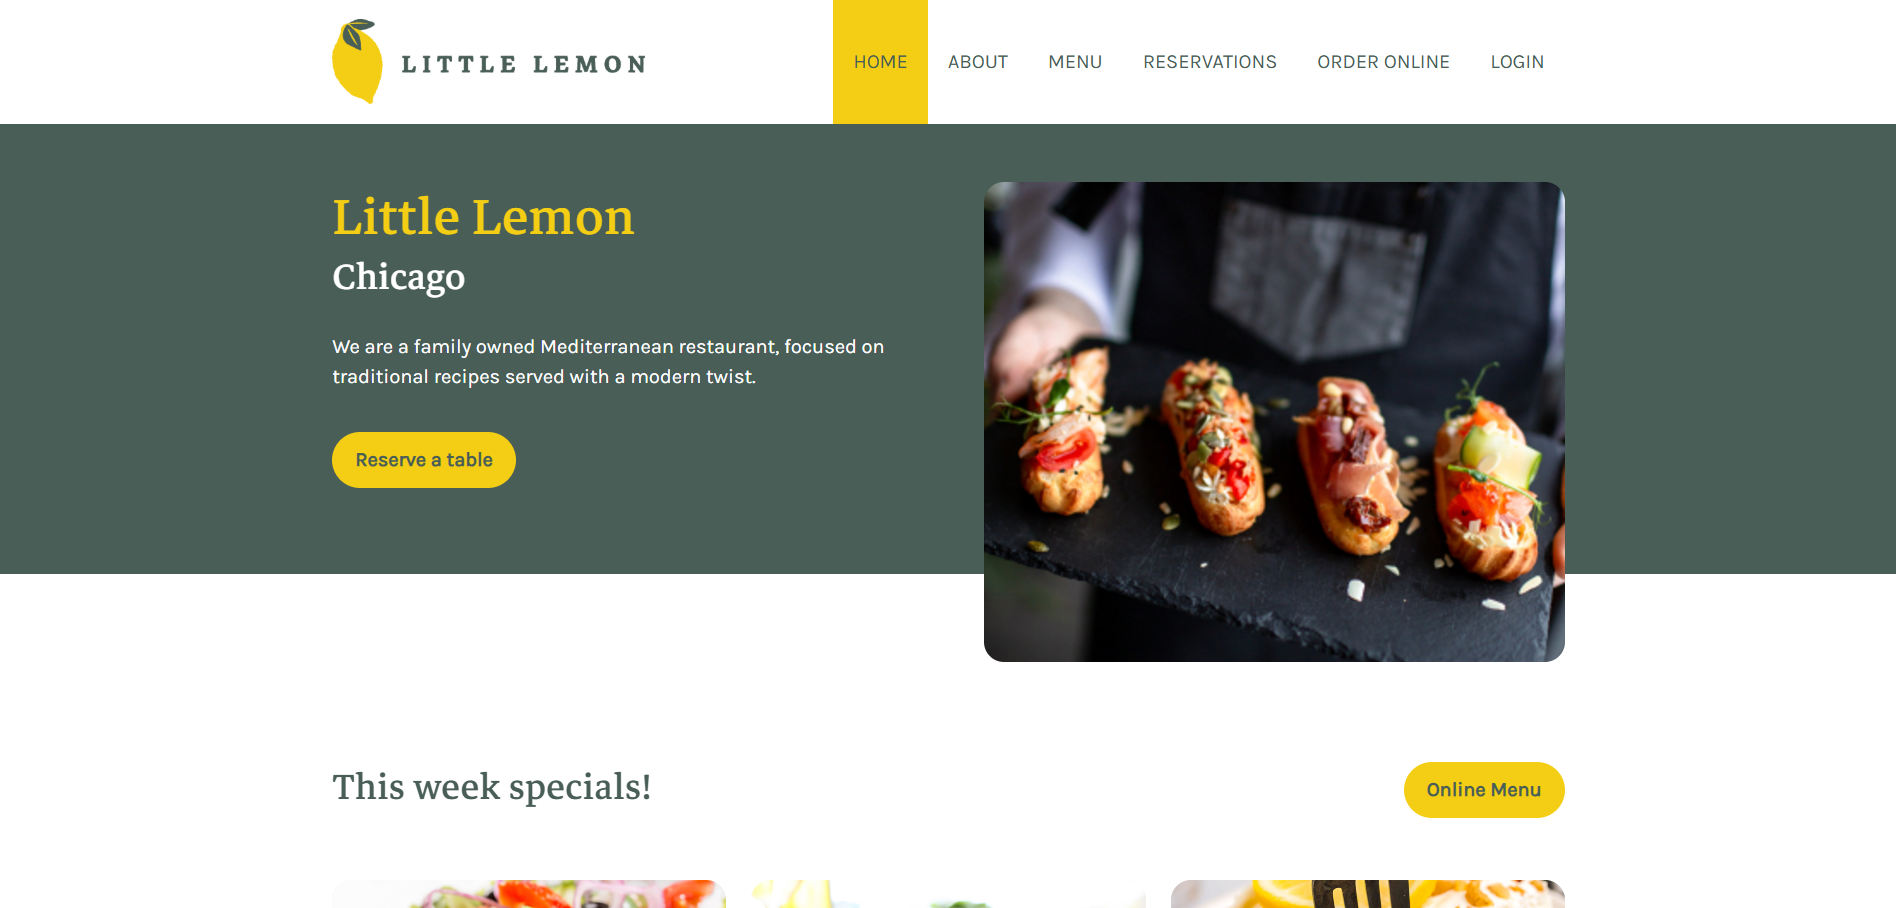 LITTLE LEMON
HOME ABOUT MENU RESERVATIONS ORDER ONLINE LOGIN
Little Lemon
Chicago
We are a family owned Mediterranean restaurant, focused on
traditional recipes served with a modern twist.
Reserve a table
This week specials!
Online Menu